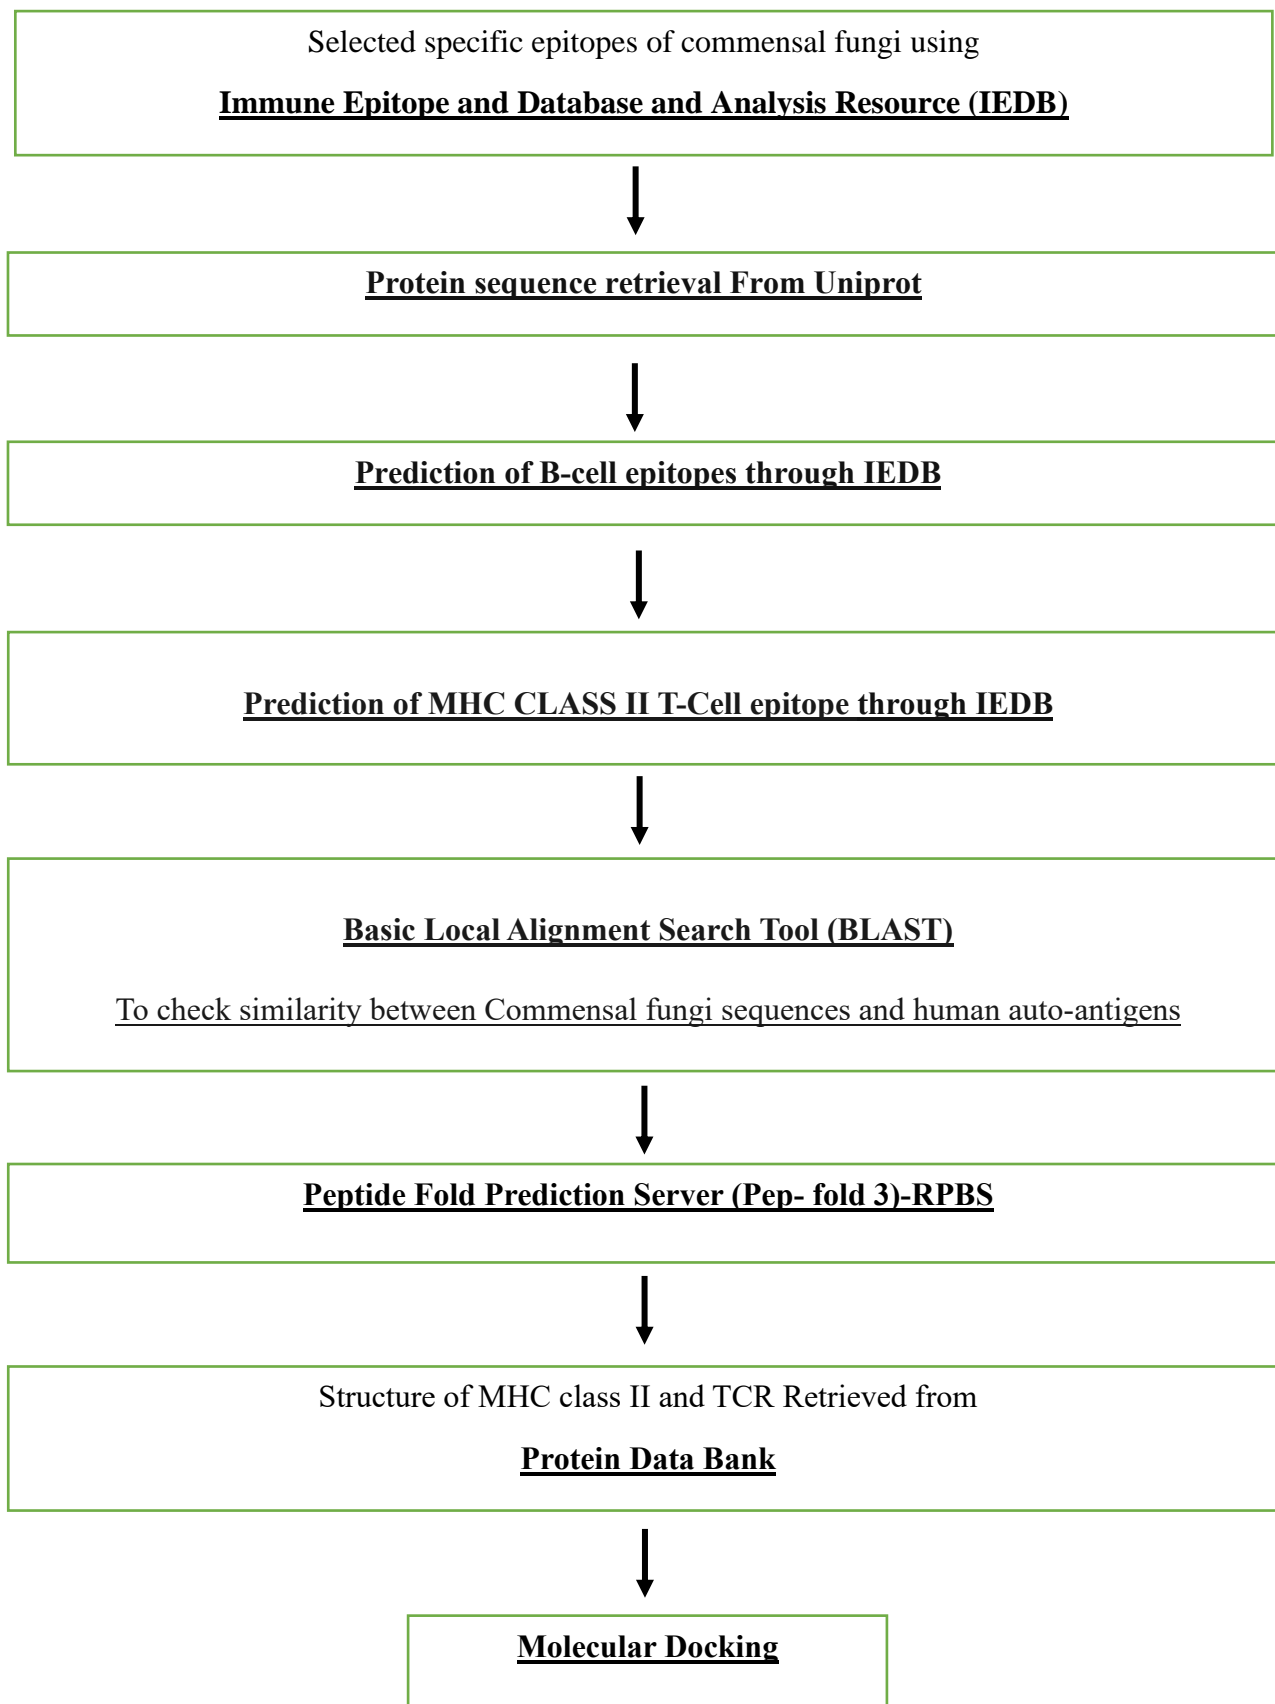 Selected specific epitopes of commensal fungi using
Immune Epitope and Database and Analysis Resource (IEDB)
Protein sequence retrieval From Uniprot
Prediction of B-cell epitopes through IEDB
Prediction of MHC CLASS II T-Cell epitope through IEDB
Basic Local Alignment Search Tool (BLAST)
To check similarity between Commensal fungi sequences and human auto-antigens
Peptide Fold Prediction Server (Pep- fold 3)-RPBS
Structure of MHC class II and TCR Retrieved from
Protein Data Bank
Molecular Docking